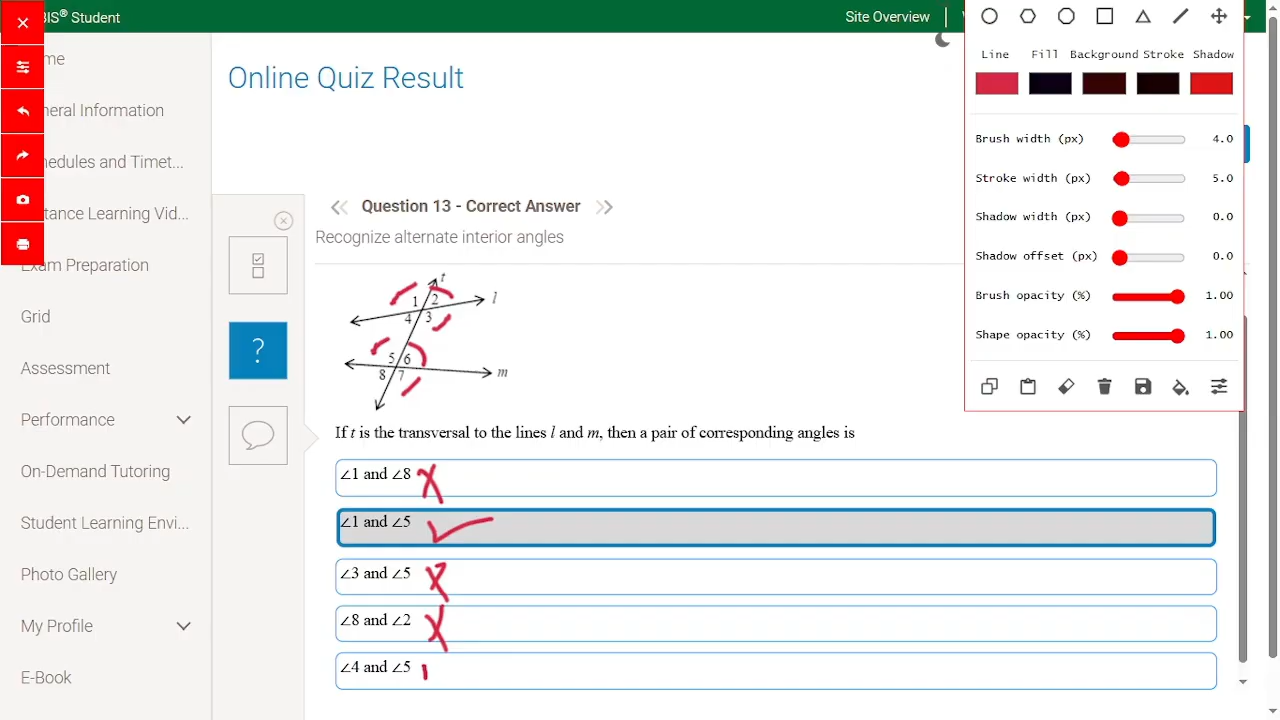 BIS® Student
Site Overview
Online Quiz Result
me
neral Information
hedules and Timet...
tance Learning Vid...
Exam Preparation
Grid
Assessment
Performance
On-Demand Tutoring
Student Learning Envi...
Photo Gallery
My Profile
E-Book
Question 13 - Correct Answer
Recognize alternate interior angles
t
1 2 l
4 3
5 6
8 7 m
If t is the transversal to the lines l and m, then a pair of corresponding angles is
∠1 and ∠8
∠1 and ∠5
∠3 and ∠5
∠8 and ∠2
∠4 and ∠5
Line Fill Background Stroke Shadow
Brush width (px) 4.0
Stroke width (px) 5.0
Shadow width (px) 0.0
Shadow offset (px) 0.0
Brush opacity (%) 1.00
Shape opacity (%) 1.00